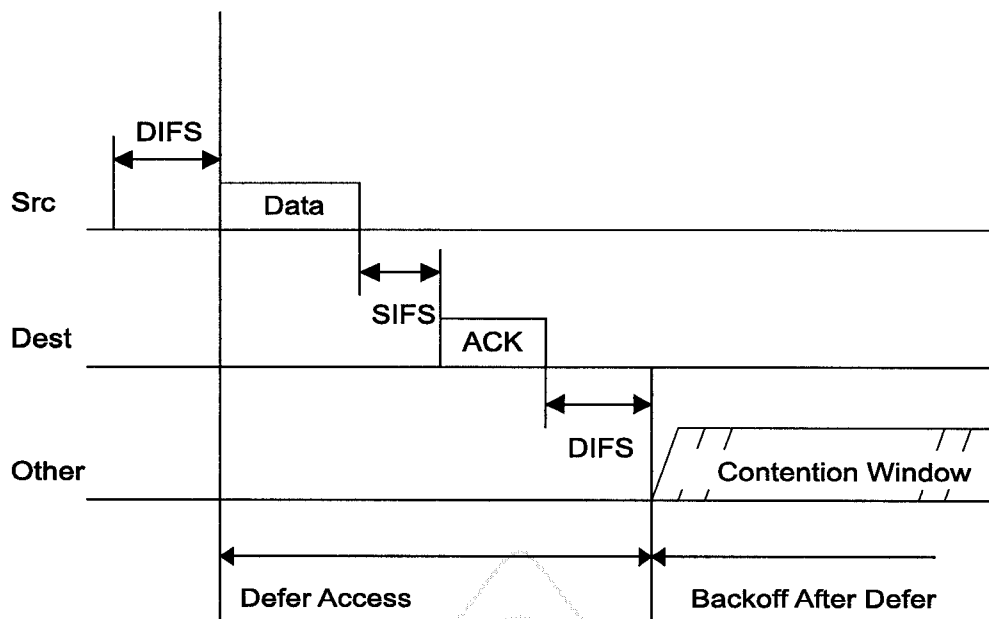 DIFS
Src
Data
SIFS
Dest
ACK
DIFS
Other
Contention Window
Defer Access
Backoff After Defer